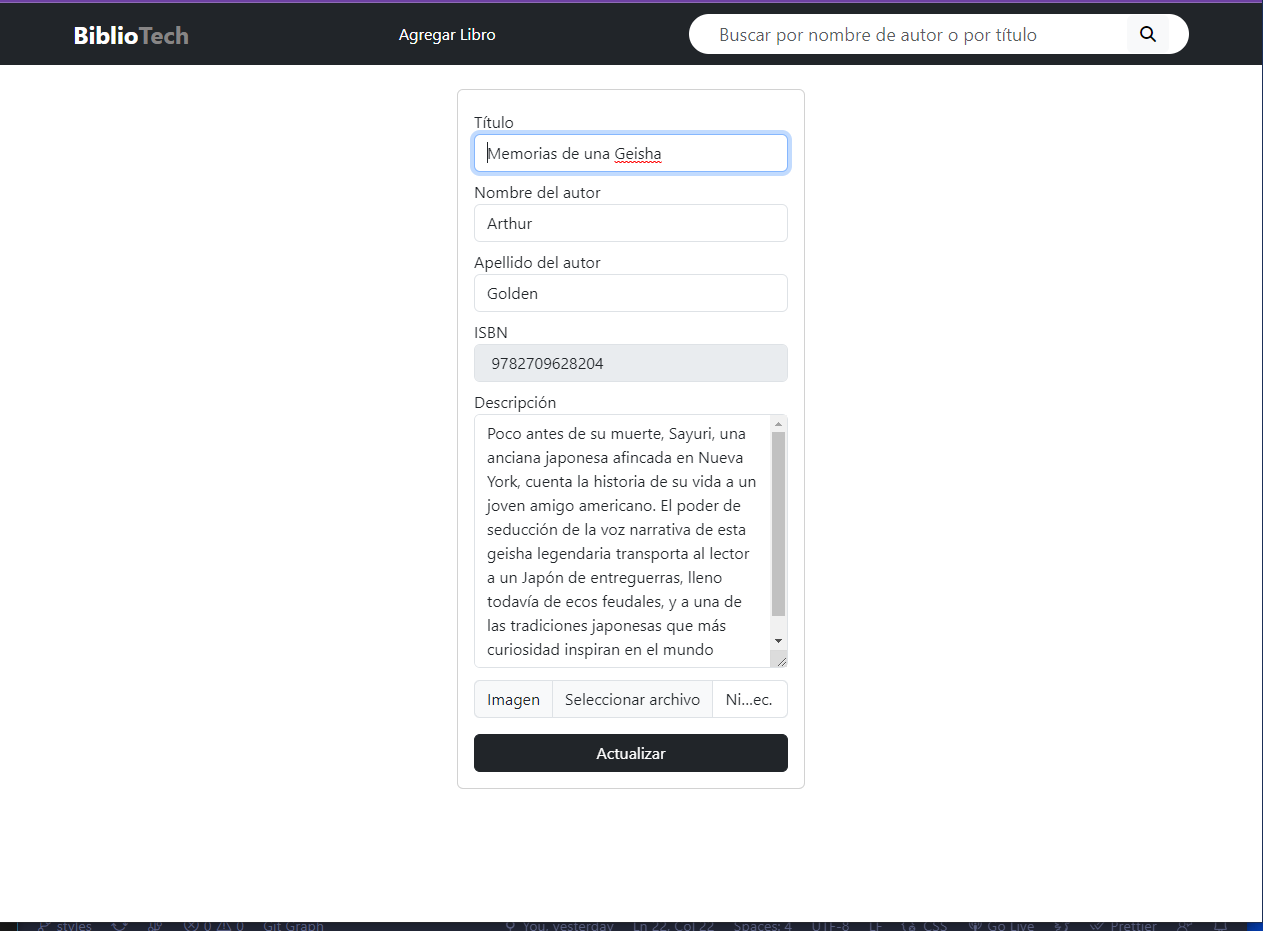 BiblioTech
Agregar Libro
Buscar por nombre de autor o por título
Título
Memorias de una Geisha
Nombre del autor
Arthur
Apellido del autor
Golden
ISBN
9782709628204
Descripción
Poco antes de su muerte, Sayuri, una
anciana japonesa afincada en Nueva
York, cuenta la historia de su vida a un
joven amigo americano. El poder de
seducción de la voz narrativa de esta
geisha legendaria transporta al lector
a un Japón de entreguerras, lleno
todavía de ecos feudales, y a una de
las tradiciones japonesas que más
curiosidad inspiran en el mundo
Imagen Seleccionar archivo Ni...ec.
Actualizar
styles 0 0 Git Graph You, yesterday Ln 22, Col 22 Spaces: 4 UTF-8 LF CSS Go Live Prettier